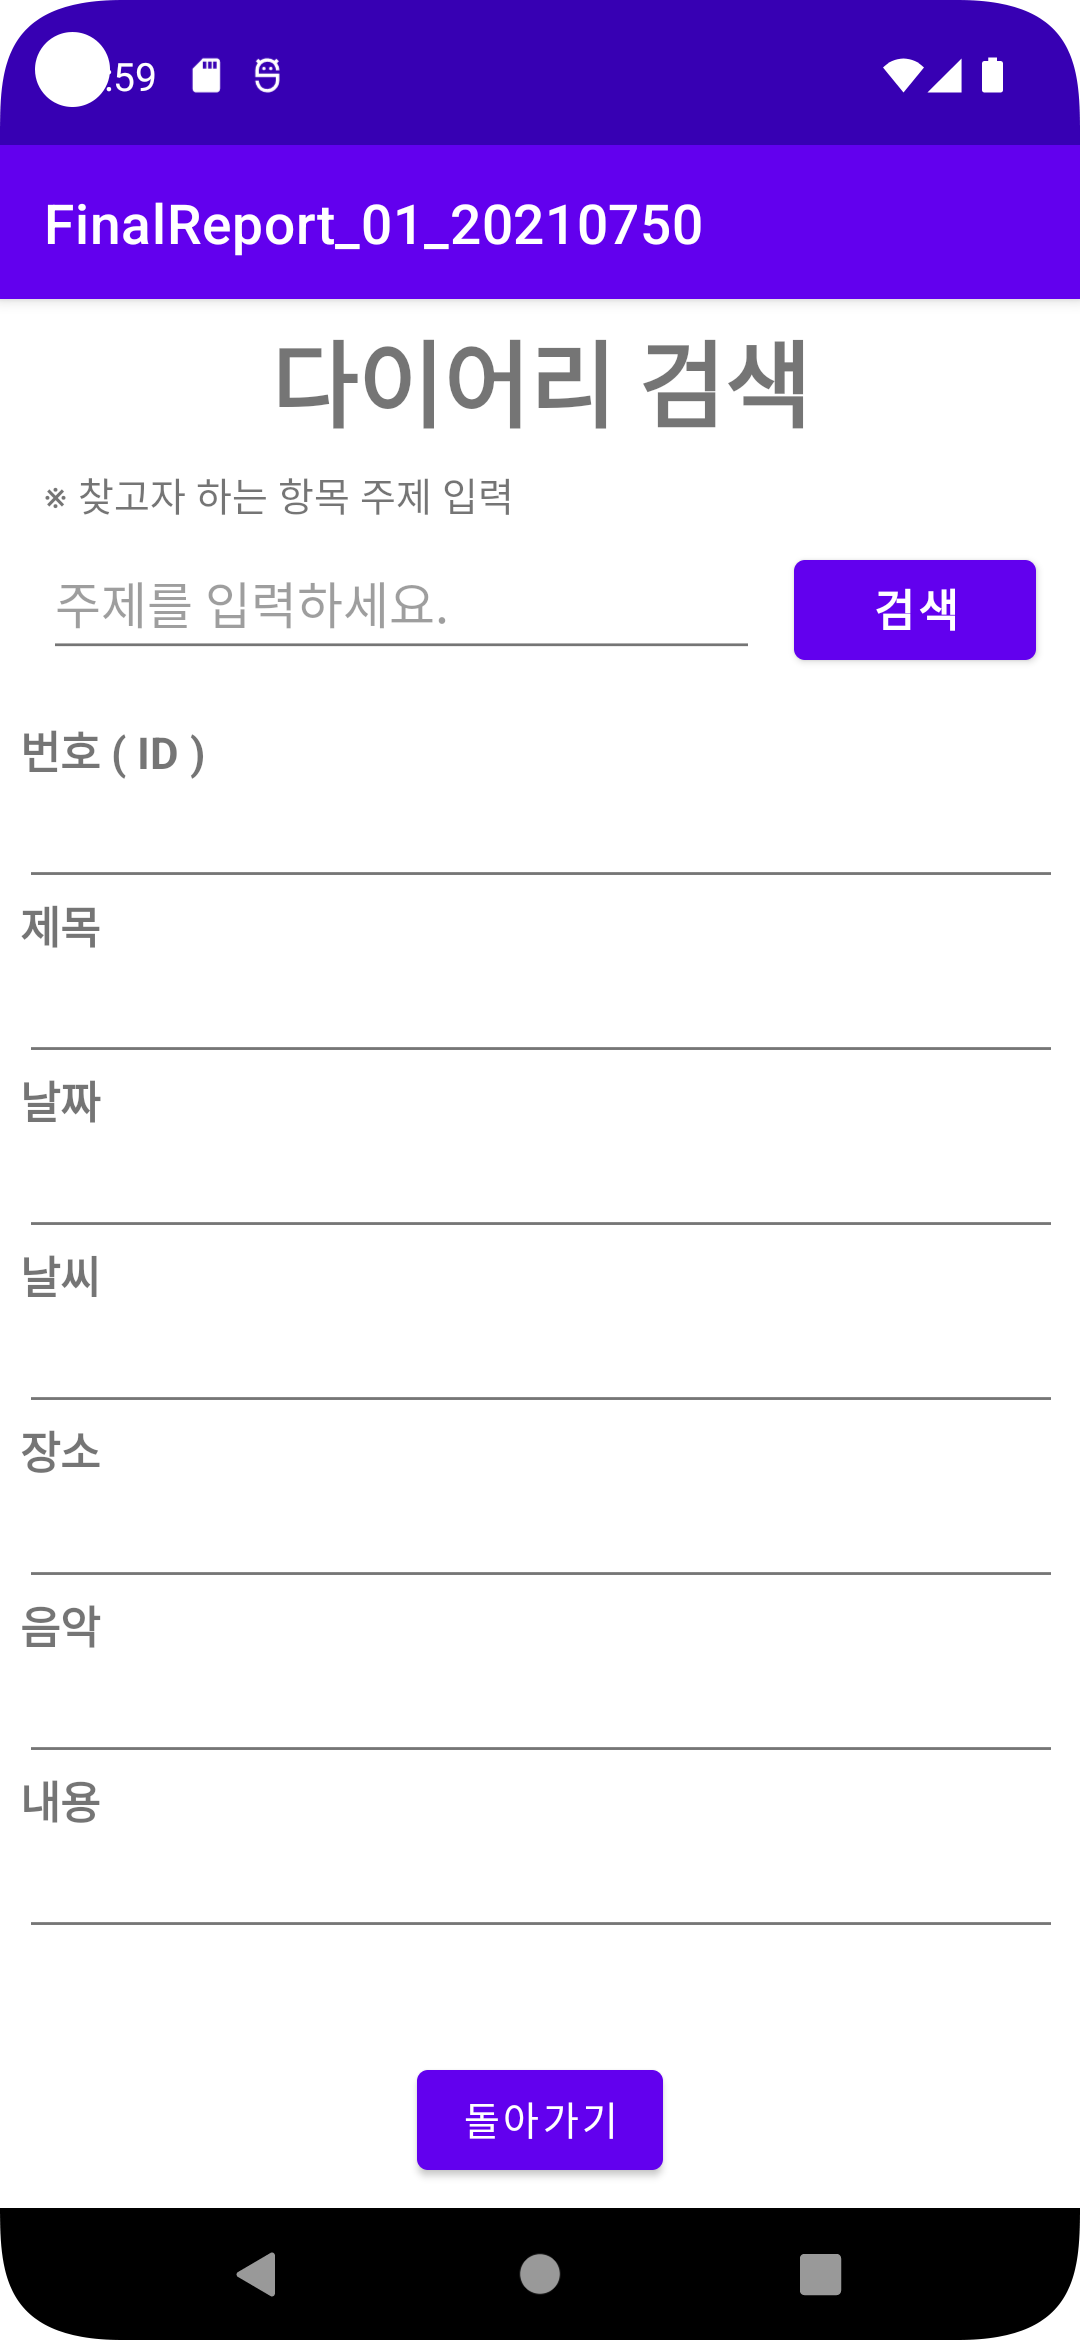 :59
FinalReport_01_20210750
다이어리 검색
※ 찾고자 하는 항목 주제 입력
주제를 입력하세요.
검색
번호 ( ID )
제목
날짜
날씨
장소
음악
내용
돌아가기